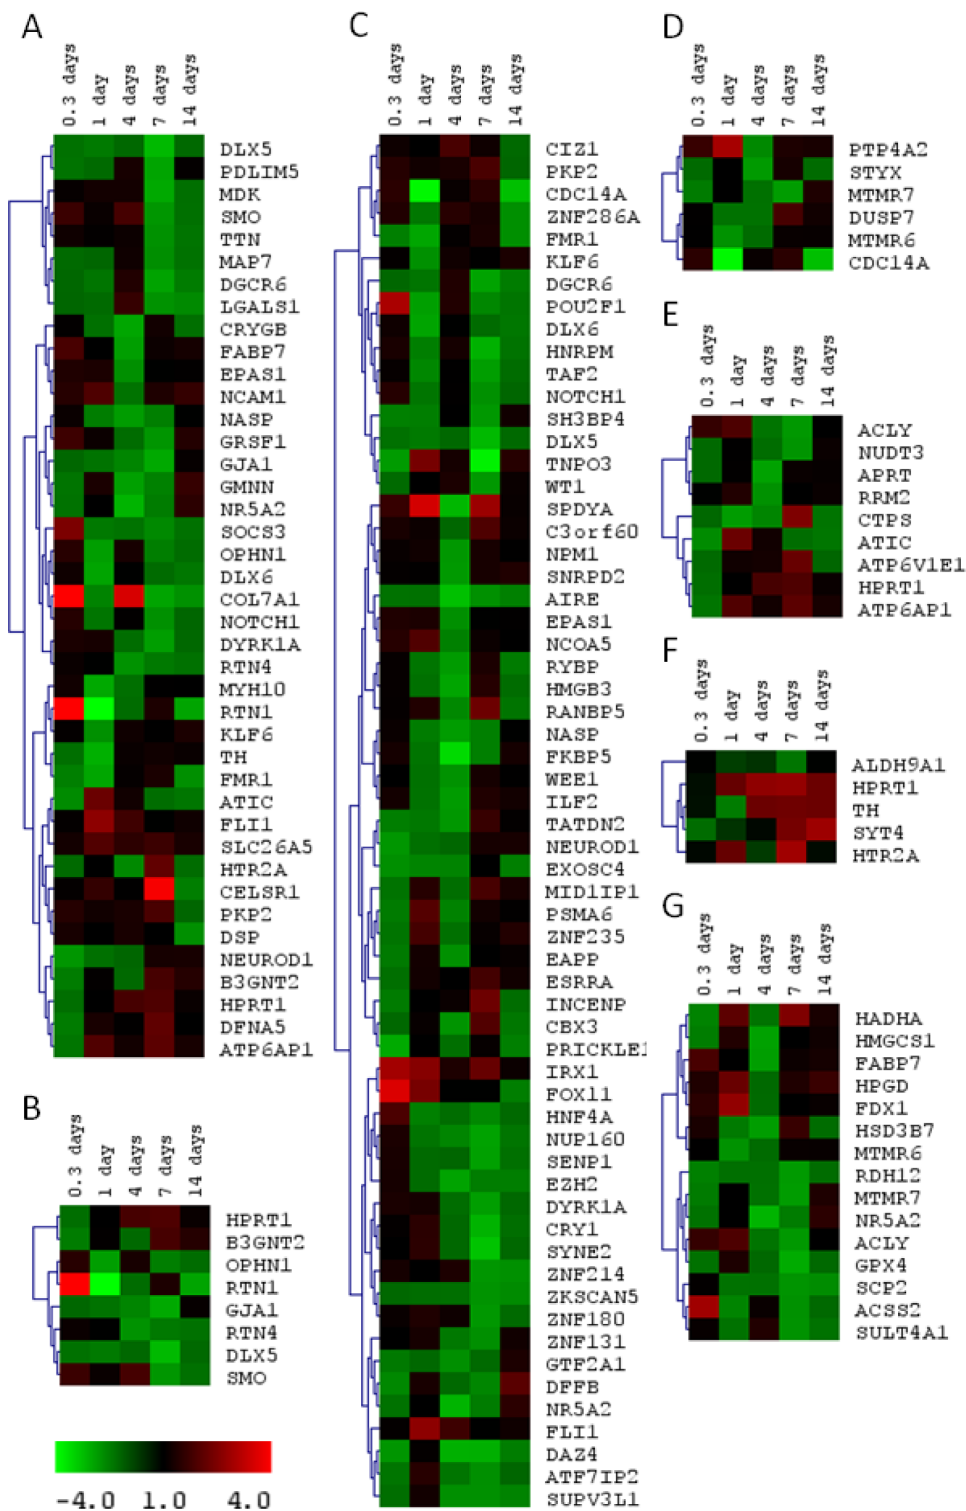 A
0.3 days
1 day
4 days
7 days
14 days
DLX5
PDLIM5
MDK
SMO
TTN
MAP7
DGCR6
LGALS1
CRYGB
FABP7
EPAS1
NCAM1
NASP
GRSF1
GJA1
GMNN
NR5A2
SOCS3
OPHN1
DLX6
COL7A1
NOTCH1
DYRK1A
RTN4
MYH10
RTN1
KLF6
TH
FMR1
ATIC
FLI1
SLC26A5
HTR2A
CELSR1
PKP2
DSP
NEUROD1
B3GNT2
HPRT1
DFNA5
ATP6AP1
B
0.3 days
1 day
4 days
7 days
14 days
HPRT1
B3GNT2
OPHN1
RTN1
GJA1
RTN4
DLX5
SMO
-4.0 1.0 4.0
C
0.3 days
1 day
4 days
7 days
14 days
CIZ1
PKP2
CDC14A
ZNF286A
FMR1
KLF6
DGCR6
POU2F1
DLX6
HNRPM
TAF2
NOTCH1
SH3BP4
DLX5
TNPO3
WT1
SPDYA
C3orf60
NPM1
SNRPD2
AIRE
EPAS1
NCOA5
RYBP
HMGB3
RANBP5
NASP
FKBP5
WEE1
ILF2
TATDN2
NEUROD1
EXOSC4
MID1IP1
PSMA6
ZNF235
EAPP
ESRRA
INCENP
CBX3
PRICKLE1
IRX1
FOXI1
HNF4A
NUP160
SENP1
EZH2
DYRK1A
CRY1
SYNE2
ZNF214
ZKSCAN5
ZNF180
ZNF131
GTF2A1
DFFB
NR5A2
FLI1
DAZ4
ATF7IP2
SUPV3L1
D
0.3 days
1 day
4 days
7 days
14 days
PTP4A2
STYX
MTMR7
DUSP7
MTMR6
CDC14A
E
0.3 days
1 day
4 days
7 days
14 days
ACLY
NUDT3
APRT
RRM2
CTPS
ATIC
ATP6V1E1
HPRT1
ATP6AP1
F
0.3 days
1 day
4 days
7 days
14 days
ALDH9A1
HPRT1
TH
SYT4
HTR2A
G
0.3 days
1 day
4 days
7 days
14 days
HADHA
HMGCS1
FABP7
HPGD
FDX1
HSD3B7
MTMR6
RDH12
MTMR7
NR5A2
ACLY
GPX4
SCP2
ACSS2
SULT4A1